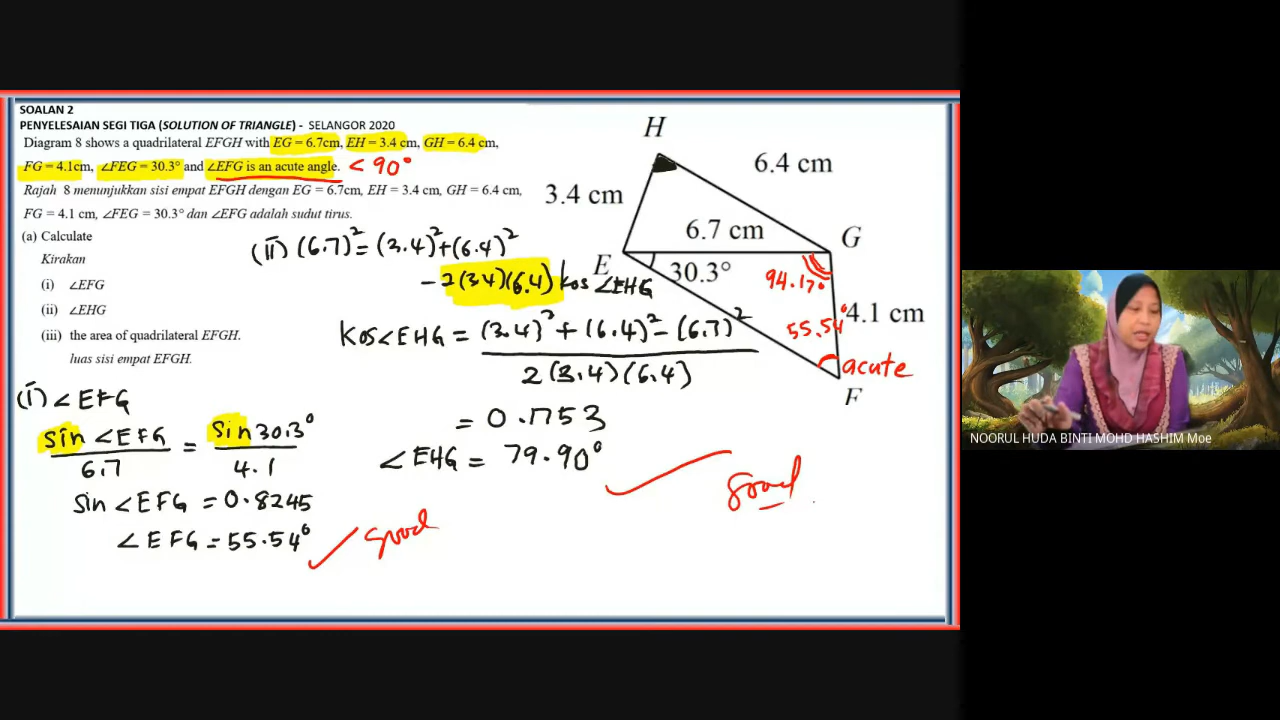 SOALAN 2
PENYELESAIAN SEGI TIGA (SOLUTION OF TRIANGLE) - SELANGOR 2020
Diagram 8 shows a quadrilateral EFGH with EG = 6.7cm, EH = 3.4 cm, GH = 6.4 cm,
FG = 4.1cm, ∠FEG = 30.3° and ∠EFG is an acute angle. < 90°
Rajah 8 menunjukkan sisi empat EFGH dengan EG = 6.7cm, EH = 3.4 cm, GH = 6.4 cm,
FG = 4.1 cm, ∠FEG = 30.3° dan ∠EFG adalah sudut tirus.
(a) Calculate
Kirakan
(i) ∠EFG
(ii) ∠EHG
(iii) the area of quadrilateral EFGH.
luas sisi empat EFGH.
(i) ∠EFG
sin ∠EFG / 6.7 = sin 30.3° / 4.1
sin ∠EFG = 0.8245
∠EFG = 55.54°
good
(ii) (6.7)² = (3.4)² + (6.4)²
- 2(3.4)(6.4) kos ∠EHG
kos∠EHG = (3.4)² + (6.4)² - (6.7)² / 2(3.4)(6.4)
= 0.1753
∠EHG = 79.90°
good
H
6.4 cm
3.4 cm
6.7 cm
G
E
30.3°
94.17°
55.54°
4.1 cm
acute
F
NOORUL HUDA BINTI MOHD HASHIM Moe